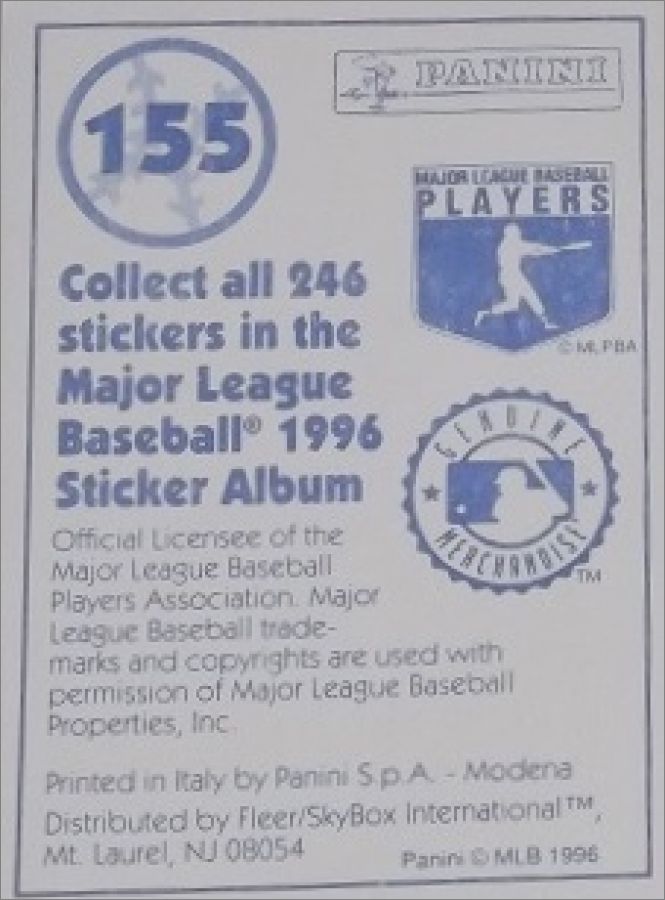 155
PANINI
MAJOR LEAGUE BASEBALL
PLAYERS
© MLPBA
Collect all 246
stickers in the
Major League
Baseball® 1996
Sticker Album
GENUINE
MERCHANDISE
TM
Official Licensee of the
Major League Baseball
Players Association. Major
League Baseball trade-
marks and copyrights are used with
permission of Major League Baseball
Properties, Inc.
Printed in Italy by Panini S.p.A. - Modena
Distributed by Fleer/SkyBox International™,
Mt. Laurel, NJ 08054
Panini © MLB 1996